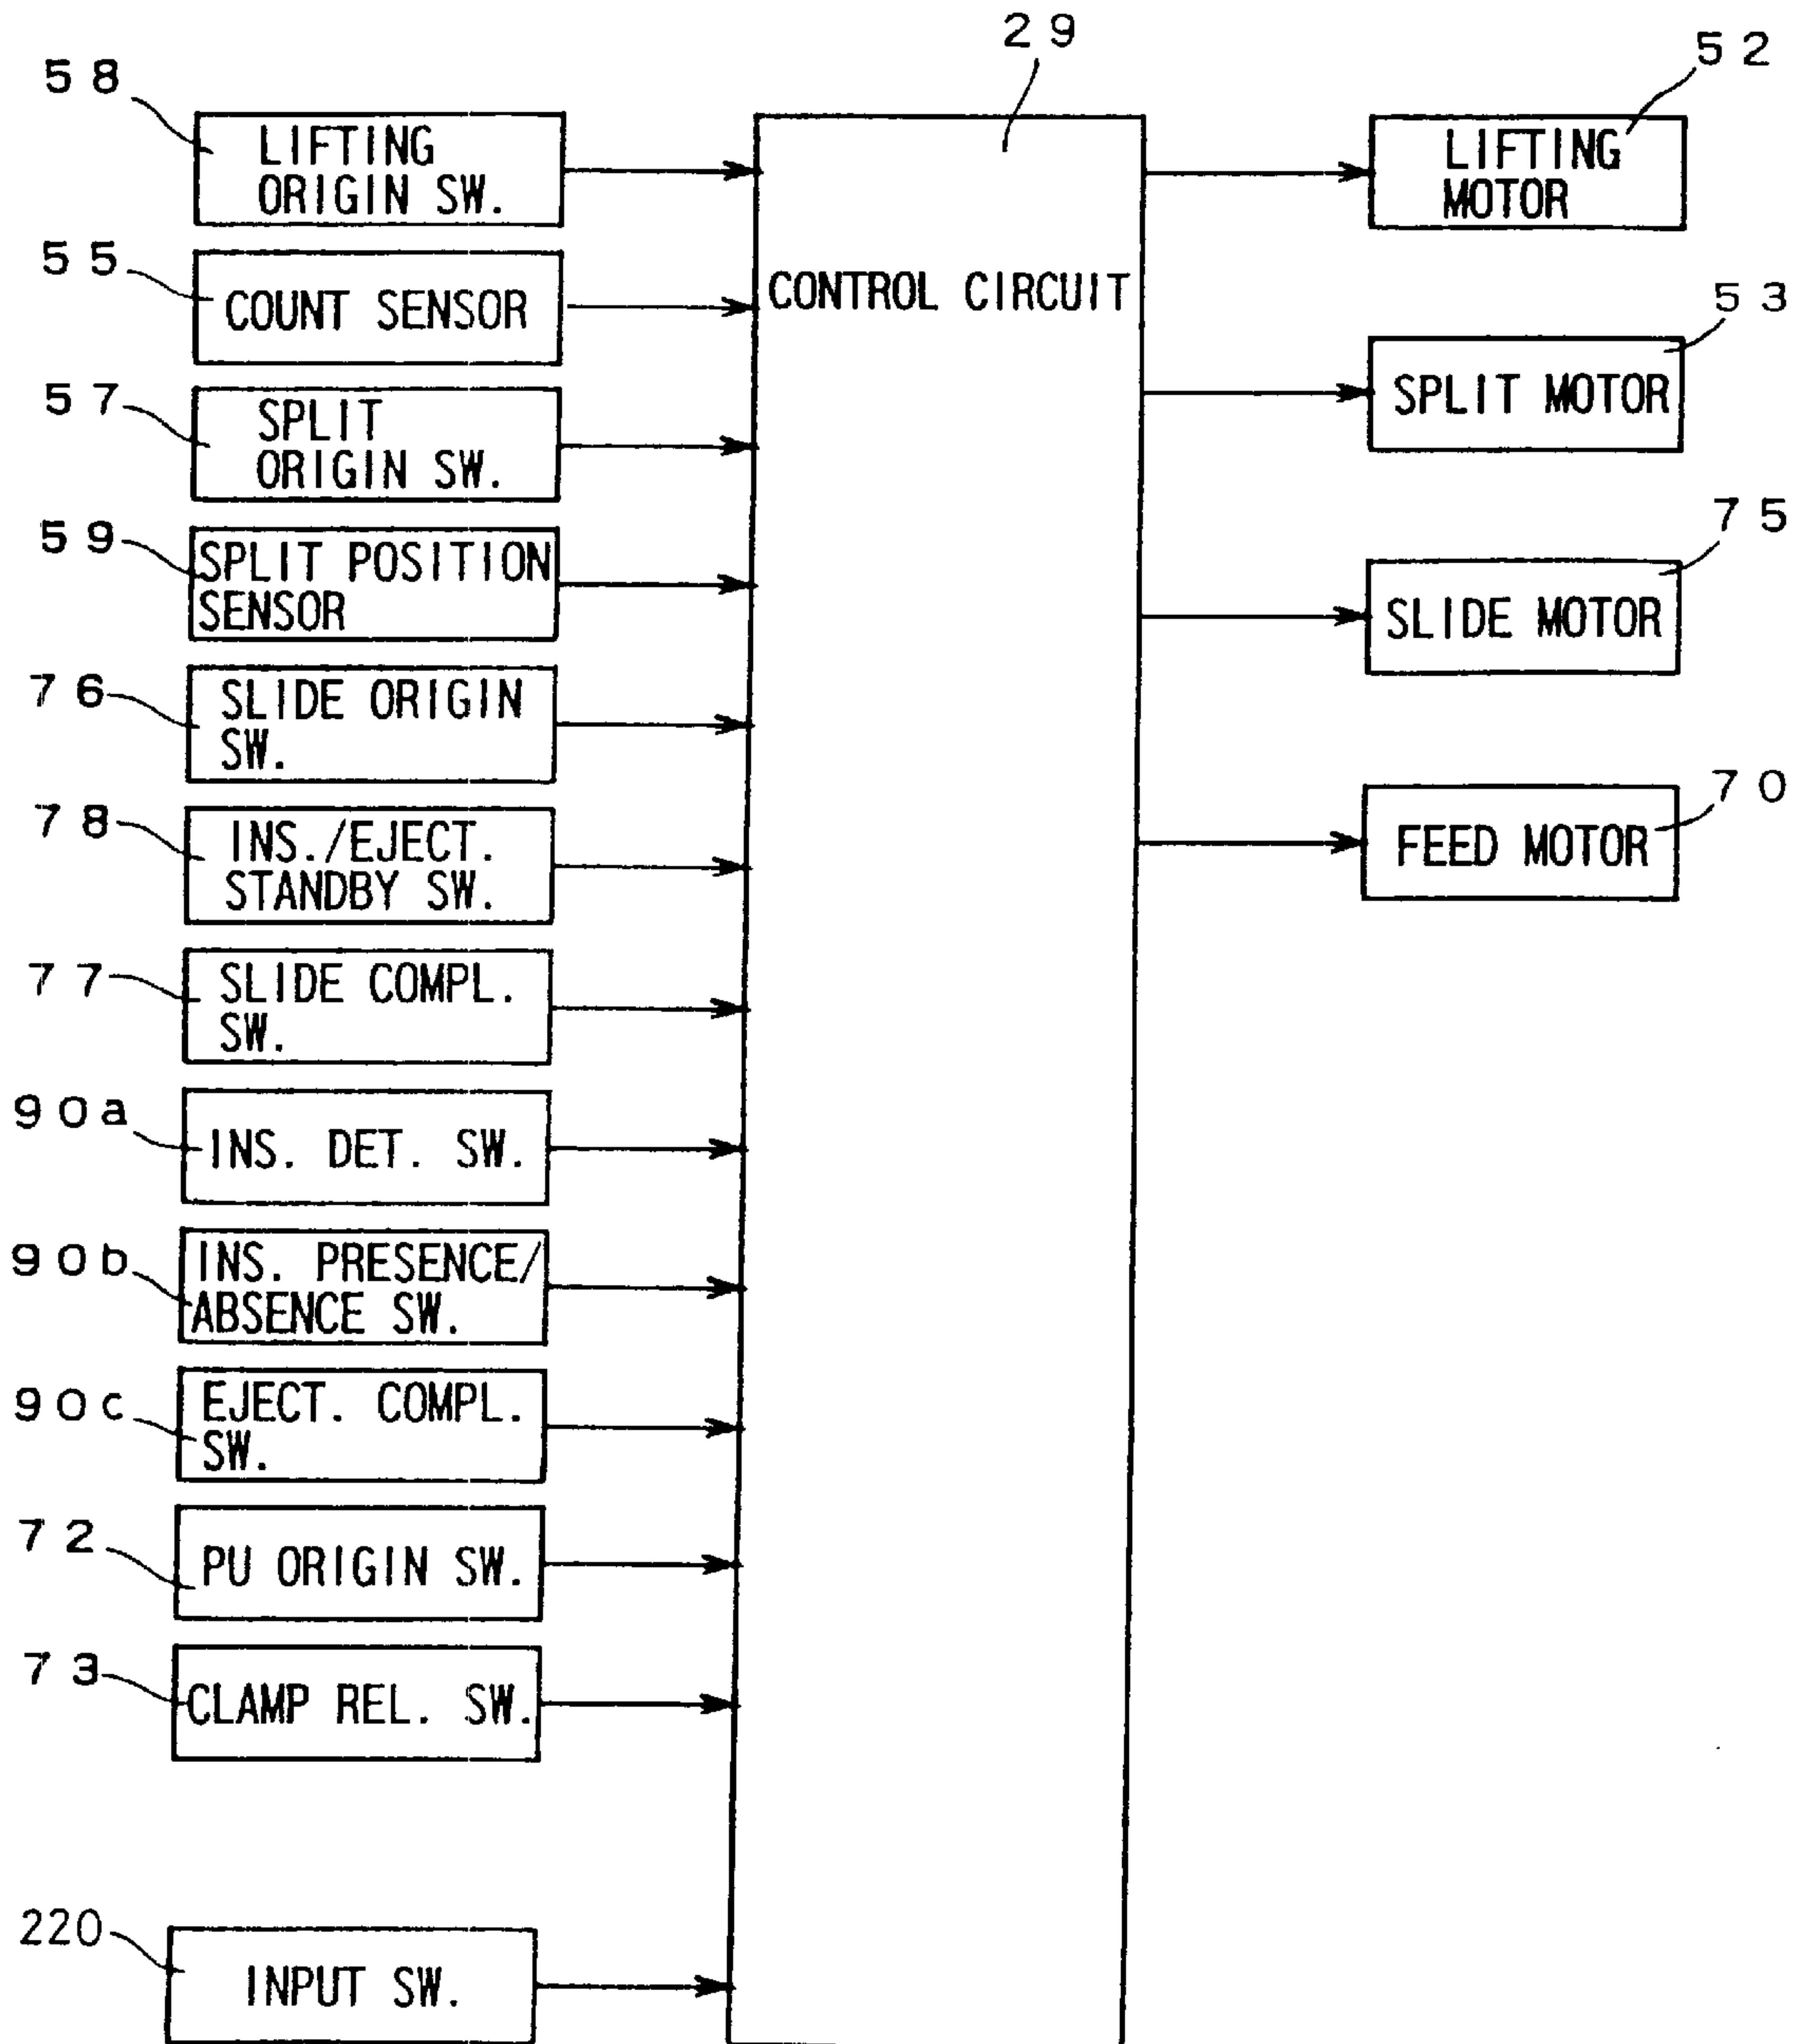 29
58
LIFTING
ORIGIN SW.
55
COUNT SENSOR
57
SPLIT
ORIGIN SW.
59
SPLIT POSITION
SENSOR
76
SLIDE ORIGIN
SW.
78
INS./EJECT.
STANDBY SW.
77
SLIDE COMPL.
SW.
90a
INS. DET. SW.
90b
INS. PRESENCE/
ABSENCE SW.
90c
EJECT. COMPL.
SW.
72
PU ORIGIN SW.
73
CLAMP REL. SW.
220
INPUT SW.
CONTROL CIRCUIT
52
LIFTING
MOTOR
53
SPLIT MOTOR
75
SLIDE MOTOR
70
FEED MOTOR